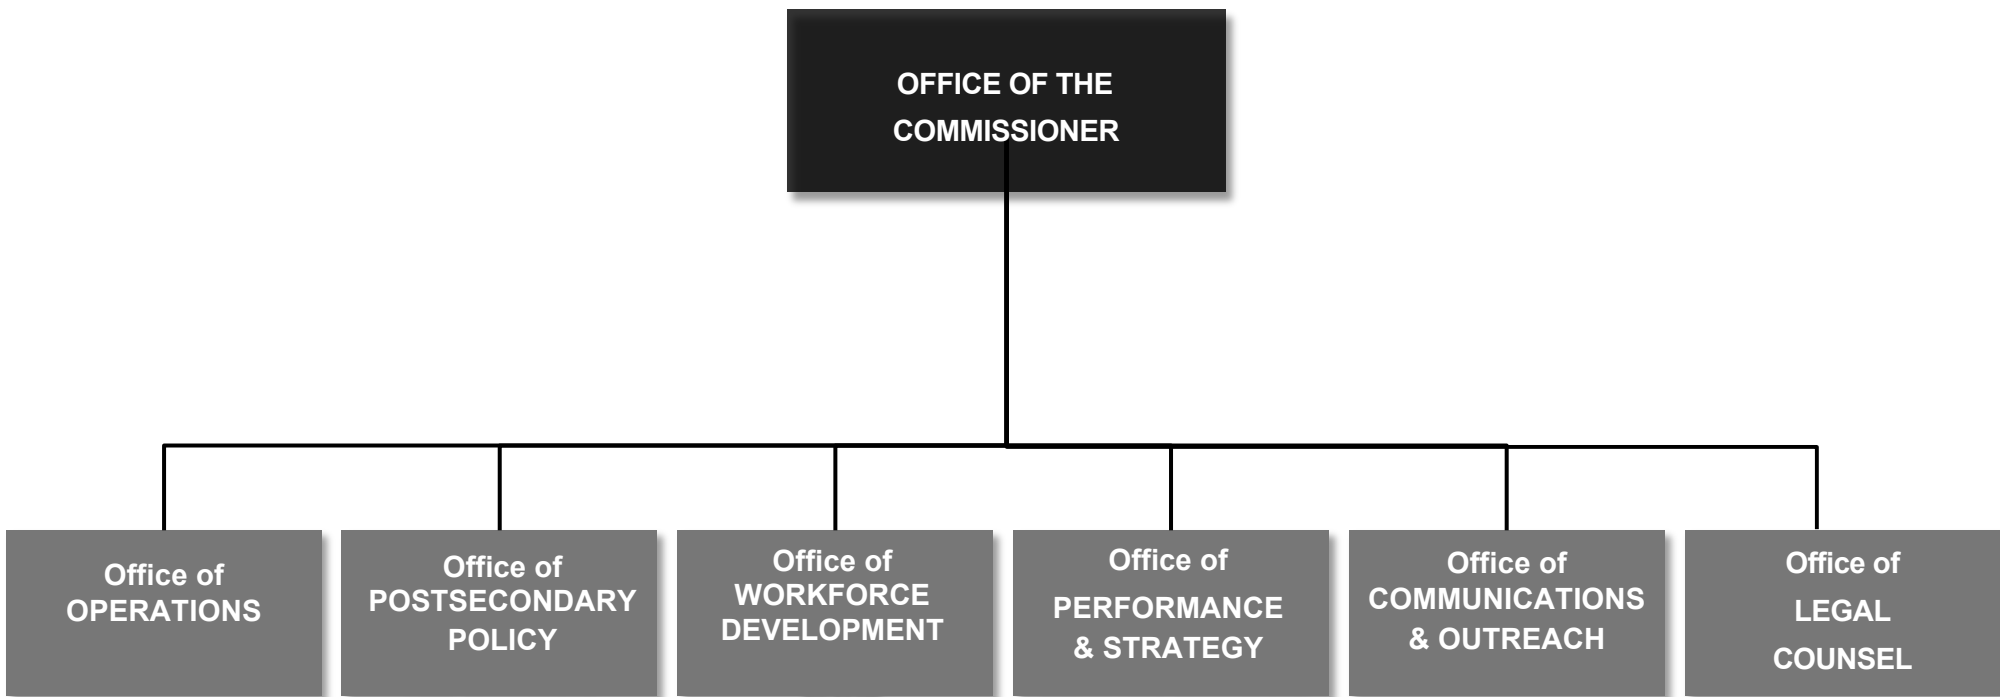 OFFICE OF THE
COMMISSIONER
Office of
OPERATIONS
Office of
POSTSECONDARY
POLICY
Office of
WORKFORCE
DEVELOPMENT
Office of
PERFORMANCE
& STRATEGY
Office of
COMMUNICATIONS
& OUTREACH
Office of
LEGAL
COUNSEL